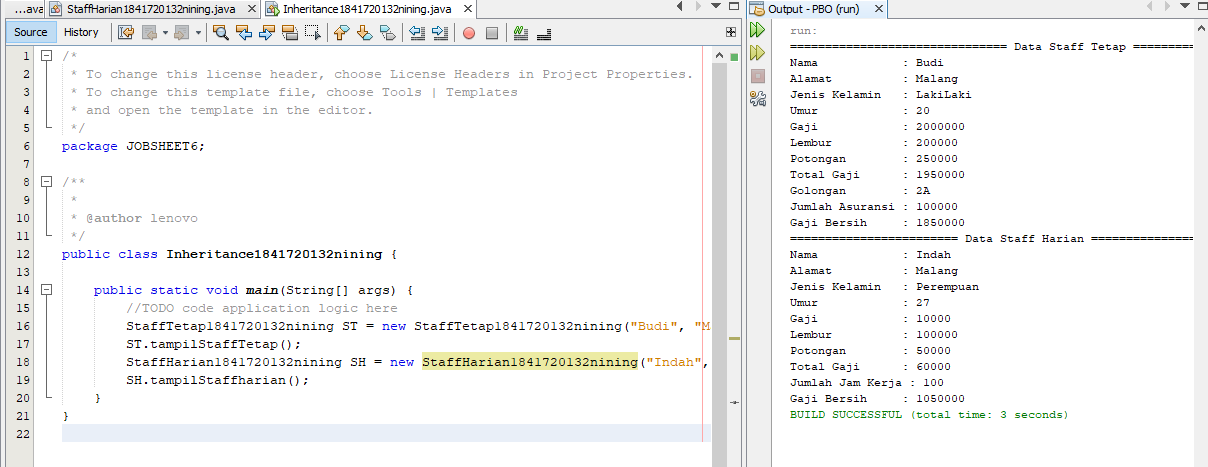 ...ava
StaffHarian1841720132nining.java
Inheritance1841720132nining.java
Source
History
1 /*
2  * To change this license header, choose License Headers in Project Properties.
3  * To change this template file, choose Tools | Templates
4  * and open the template in the editor.
5  */
6 package JOBSHEET6;
7
8 /**
9  *
10  * @author lenovo
11  */
12 public class Inheritance1841720132nining {
13
14     public static void main(String[] args) {
15         //TODO code application logic here
16         StaffTetap1841720132nining ST = new StaffTetap1841720132nining("Budi", "M
17         ST.tampilStaffTetap();
18         StaffHarian1841720132nining SH = new StaffHarian1841720132nining("Indah",
19         SH.tampilStaffharian();
20     }
21 }
22
Output - PBO (run)
run:
=============================== Data Staff Tetap =========
Nama            : Budi
Alamat          : Malang
Jenis Kelamin   : LakiLaki
Umur            : 20
Gaji            : 2000000
Lembur          : 200000
Potongan        : 250000
Total Gaji      : 1950000
Golongan        : 2A
Jumlah Asuransi : 100000
Gaji Bersih     : 1850000
======================== Data Staff Harian ===============
Nama            : Indah
Alamat          : Malang
Jenis Kelamin   : Perempuan
Umur            : 27
Gaji            : 10000
Lembur          : 100000
Potongan        : 50000
Total Gaji      : 60000
Jumlah Jam Kerja : 100
Gaji Bersih     : 1050000
BUILD SUCCESSFUL (total time: 3 seconds)